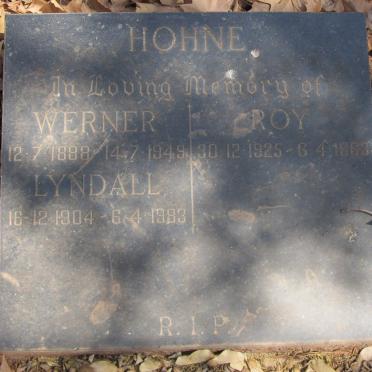 HOHNE
In Loving Memory of
WERNER ROY
12·7·1888 / 14·7·1949 30·12·1925 - 6·4·1983
LYNDALL
16·12·1904 - 6·4·1983
R.I.P.